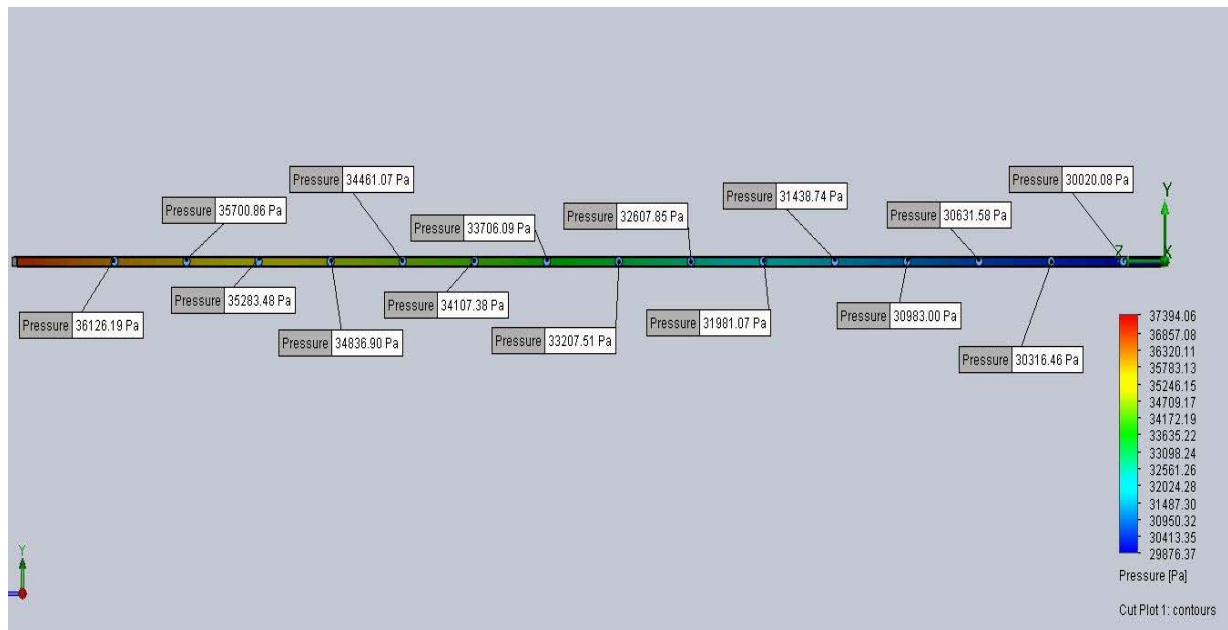 Pressure 34461.07 Pa
Pressure 30020.08 Pa
Pressure 31438.74 Pa
Pressure 35700.86 Pa
Pressure 32607.85 Pa
Pressure 30631.58 Pa
Pressure 33706.09 Pa
Y
Z
X
Pressure 35283.48 Pa
Pressure 34107.38 Pa
Pressure 30983.00 Pa
Pressure 36126.19 Pa
Pressure 31981.07 Pa
Pressure 34836.90 Pa
Pressure 33207.51 Pa
Pressure 30316.46 Pa
37394.06
36857.08
36320.11
35783.13
35246.15
34709.17
34172.19
33635.22
33098.24
32561.26
32024.28
31487.30
30950.32
30413.35
29876.37
Pressure [Pa]
Cut Plot 1: contours
Y